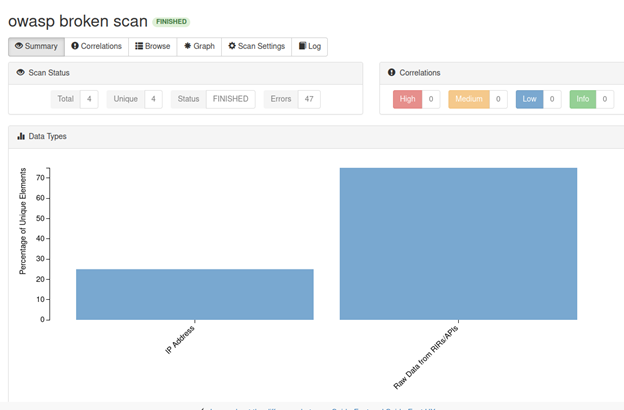 owasp broken scan FINISHED
Summary Correlations Browse Graph Scan Settings Log
Scan Status
Total 4 Unique 4 Status FINISHED Errors 47
Correlations
High 0 Medium 0 Low 0 Info 0
Data Types
Percentage of Unique Elements
70
60
50
40
30
20
10
0
IP Address
Raw Data from RIRs/APIs